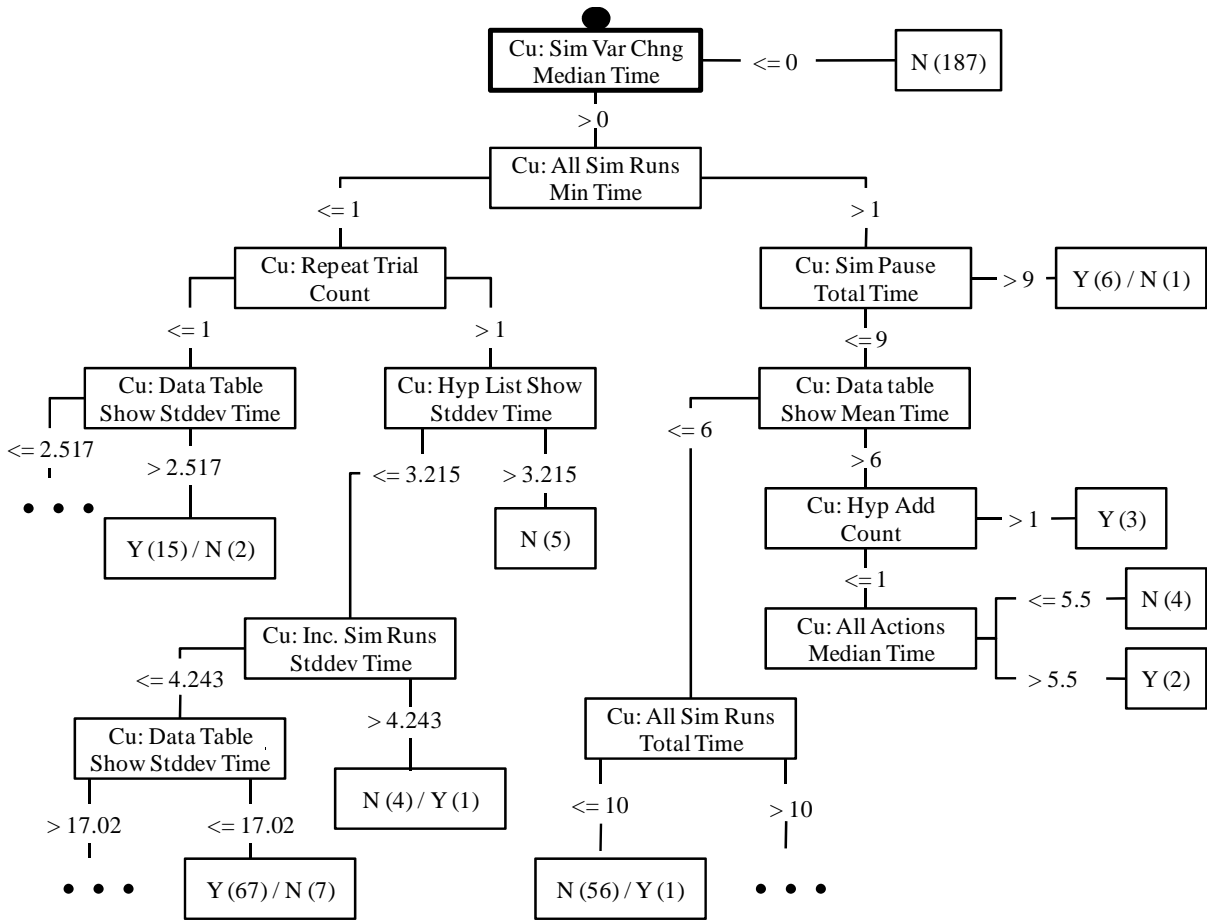 Cu: Sim Var Chng
Median Time
<= 0
N (187)
> 0
Cu: All Sim Runs
Min Time
<= 1
> 1
Cu: Repeat Trial
Count
Cu: Sim Pause
Total Time
> 9
Y (6) / N (1)
<= 1
> 1
<= 9
Cu: Data Table
Show Stddev Time
Cu: Hyp List Show
Stddev Time
Cu: Data table
Show Mean Time
<= 2.517
> 2.517
<= 3.215
> 3.215
<= 6
> 6
• • •
Y (15) / N (2)
N (5)
Cu: Hyp Add
Count
> 1
Y (3)
<= 1
Cu: Inc. Sim Runs
Stddev Time
Cu: All Actions
Median Time
<= 5.5
N (4)
> 5.5
Y (2)
<= 4.243
> 4.243
Cu: Data Table
Show Stddev Time
N (4) / Y (1)
Cu: All Sim Runs
Total Time
> 17.02
<= 17.02
<= 10
> 10
• • •
Y (67) / N (7)
N (56) / Y (1)
• • •